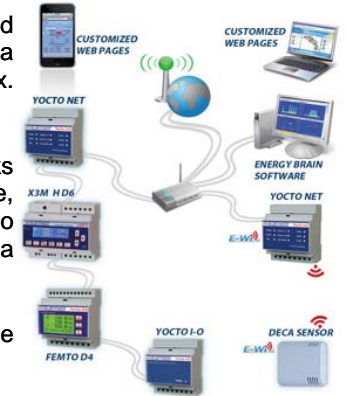 d
a
x.
CUSTOMIZED
WEB PAGES
CUSTOMIZED
WEB PAGES
YOCTO NET
ks
e,
o
a
X3M H D6
ENERGY BRAIN
SOFTWARE
YOCTO NET
E-Wi
e
FEMTO D4
YOCTO I-O
DECA SENSOR
E-Wi